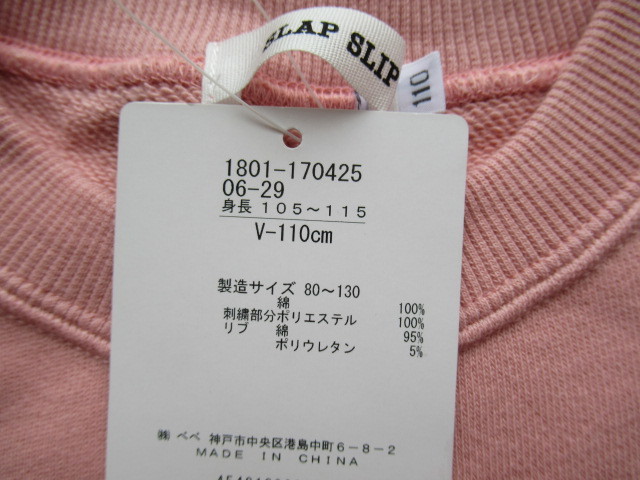 SLAP SLIP
110
1801-170425
06-29
身長 105～115
V-110cm
製造サイズ 80～130
綿 100%
刺繍部分ポリエステル 100%
リブ 綿 95%
ポリウレタン 5%
㈱ べべ 神戸市中央区港島中町6-8-2
MADE IN CHINA